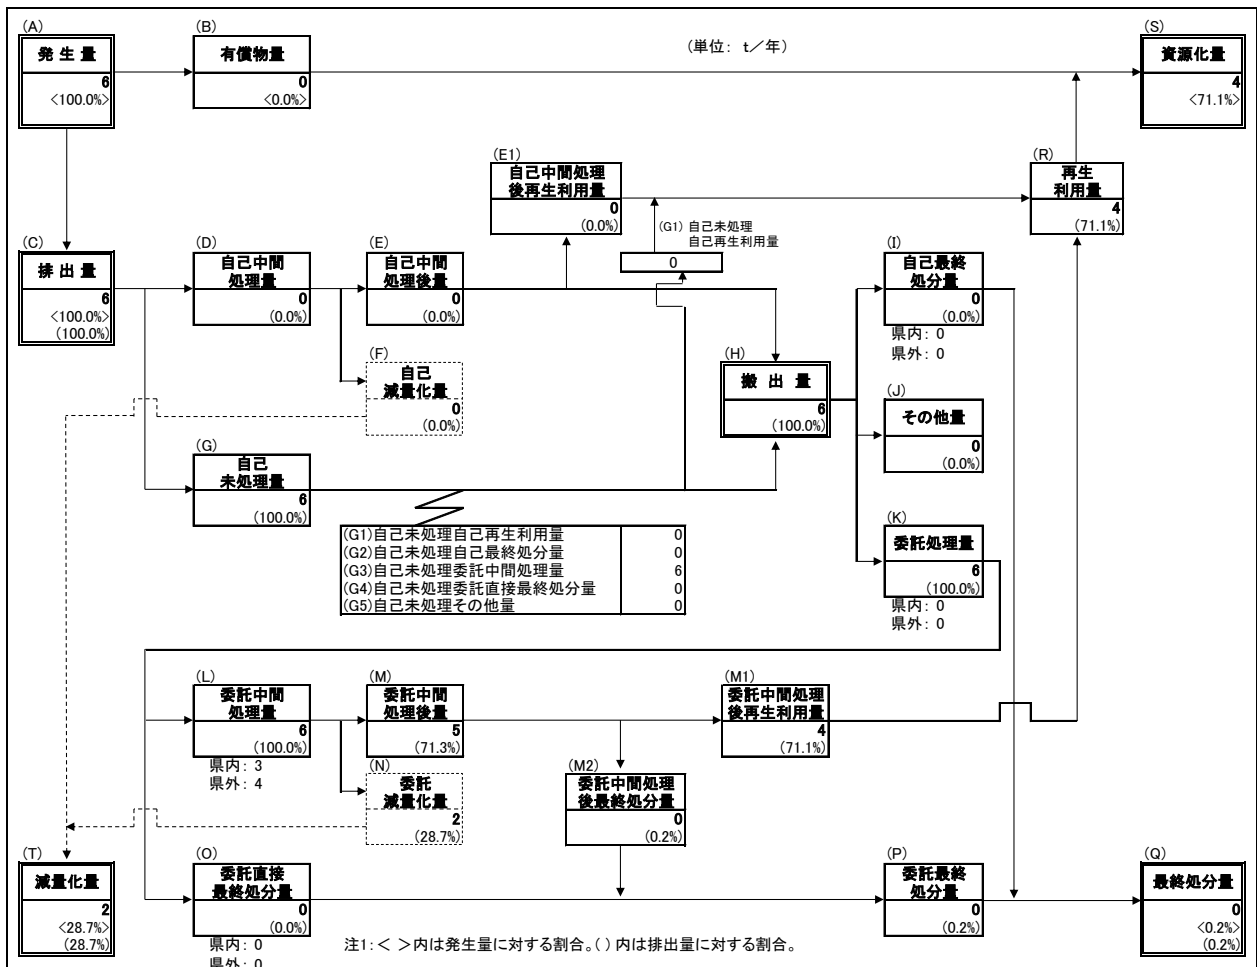 (A)
発 生 量
6
<100.0%>
(B)
有償物量
0
<0.0%>
(単位: t/年)
(S)
資源化量
4
<71.1%>
(E1)
自己中間処理
後再生利用量
0
(0.0%)
(R)
再生
利用量
4
(71.1%)
(G1) 自己未処理
自己再生利用量
0
(C)
排 出 量
6
<100.0%>
(100.0%)
(D)
自己中間
処理量
0
(0.0%)
(E)
自己中間
処理後量
0
(0.0%)
(F)
自己
減量化量
0
(0.0%)
(I)
自己最終
処分量
0
(0.0%)
県内: 0
県外: 0
(H)
搬 出 量
6
(100.0%)
(J)
その他量
0
(0.0%)
(G)
自己
未処理量
6
(100.0%)
(G1)自己未処理自己再生利用量 0
(G2)自己未処理自己最終処分量 0
(G3)自己未処理委託中間処理量 6
(G4)自己未処理委託直接最終処分量 0
(G5)自己未処理その他量 0
(K)
委託処理量
6
(100.0%)
県内: 0
県外: 0
(L)
委託中間
処理量
6
(100.0%)
県内: 3
県外: 4
(M)
委託中間
処理後量
5
(71.3%)
(M1)
委託中間処理
後再生利用量
4
(71.1%)
(N)
委託
減量化量
2
(28.7%)
(M2)
委託中間処理
後最終処分量
0
(0.2%)
(T)
減量化量
2
<28.7%>
(28.7%)
(O)
委託直接
最終処分量
0
(0.0%)
県内: 0
県外: 0
(P)
委託最終
処分量
0
(0.2%)
(Q)
最終処分量
0
<0.2%>
(0.2%)
注1:< >内は発生量に対する割合。( )内は排出量に対する割合。